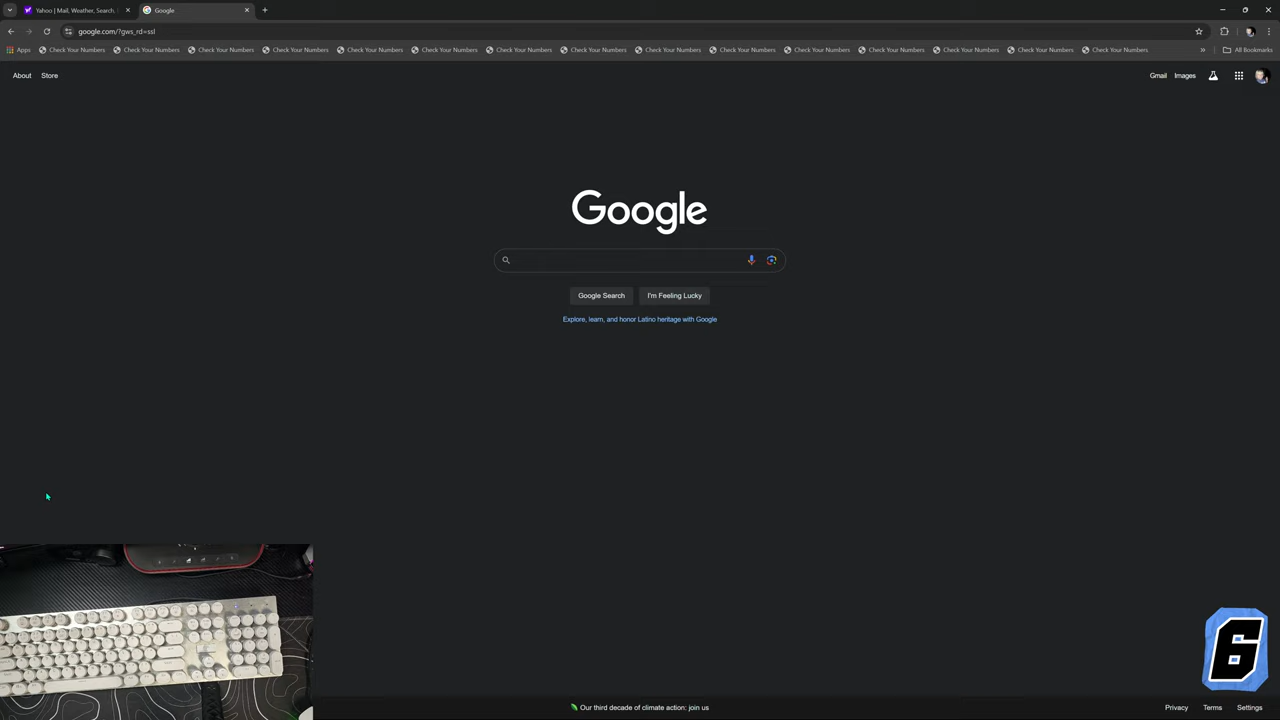 Yahoo | Mail, Weather, Search,
Google
google.com/?gws_rd=ssl
Apps Check Your Numbers Check Your Numbers Check Your Numbers Check Your Numbers Check Your Numbers Check Your Numbers Check Your Numbers Check Your Numbers Check Your Numbers Check Your Numbers Check Your Numbers Check Your Numbers Check Your Numbers Check Your Numbers Check Your Numbers » All Bookmarks
About Store Gmail Images
Google
Google Search I'm Feeling Lucky
Explore, learn, and honor Latino heritage with Google
6
Our third decade of climate action: join us
Privacy Terms Settings